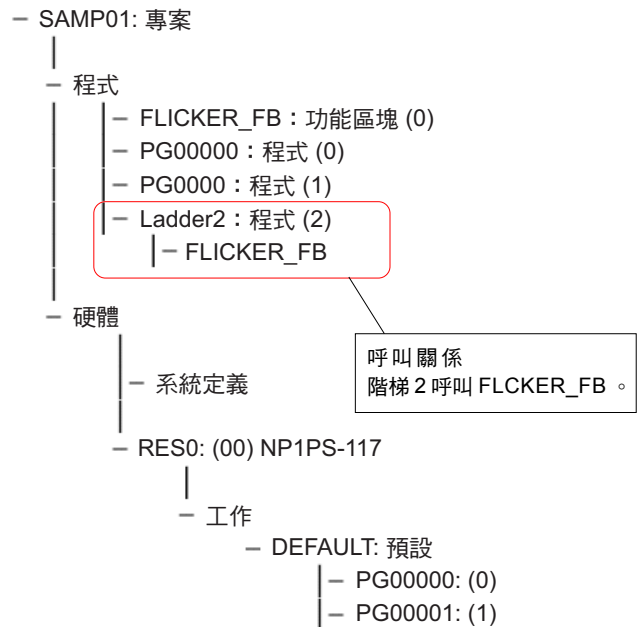 SAMP01: 專案
程式
FLICKER_FB：功能區塊 (0)
PG00000：程式 (0)
PG0000：程式 (1)
Ladder2：程式 (2)
FLICKER_FB
硬體
呼叫關係
階梯 2 呼叫 FLCKER_FB 。
系統定義
RES0: (00) NP1PS-117
工作
DEFAULT: 預設
PG00000: (0)
PG00001: (1)